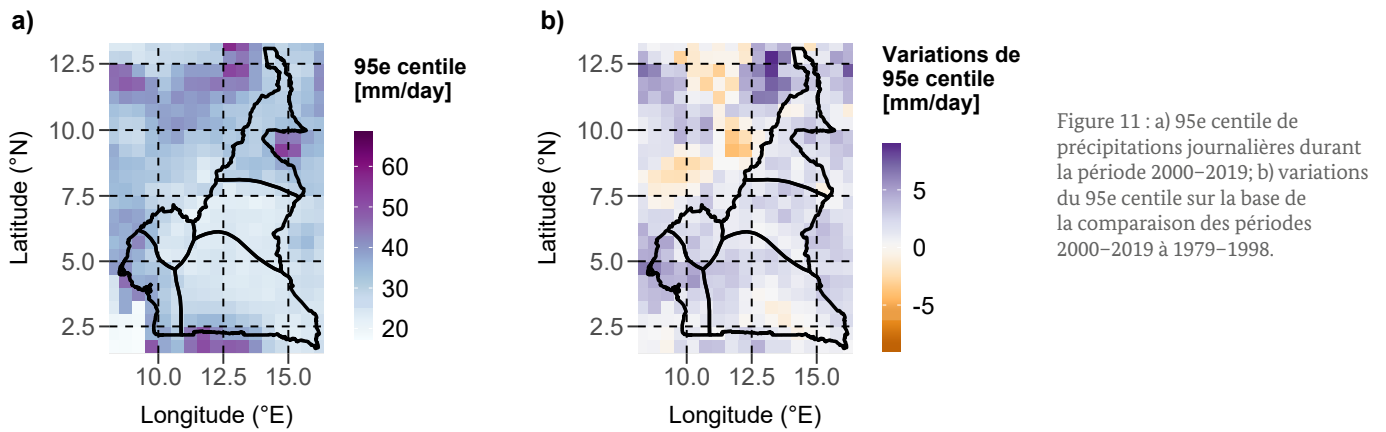 a)
95e centile
[mm/day]
60
50
40
30
20
12.5
10.0
7.5
5.0
2.5
Latitude (°N)
10.0 12.5 15.0
Longitude (°E)
b)
Variations de
95e centile
[mm/day]
5
0
-5
12.5
10.0
7.5
5.0
2.5
Latitude (°N)
10.0 12.5 15.0
Longitude (°E)
Figure 11 : a) 95e centile de
précipitations journalières durant
la période 2000–2019; b) variations
du 95e centile sur la base de
la comparaison des périodes
2000–2019 à 1979–1998.